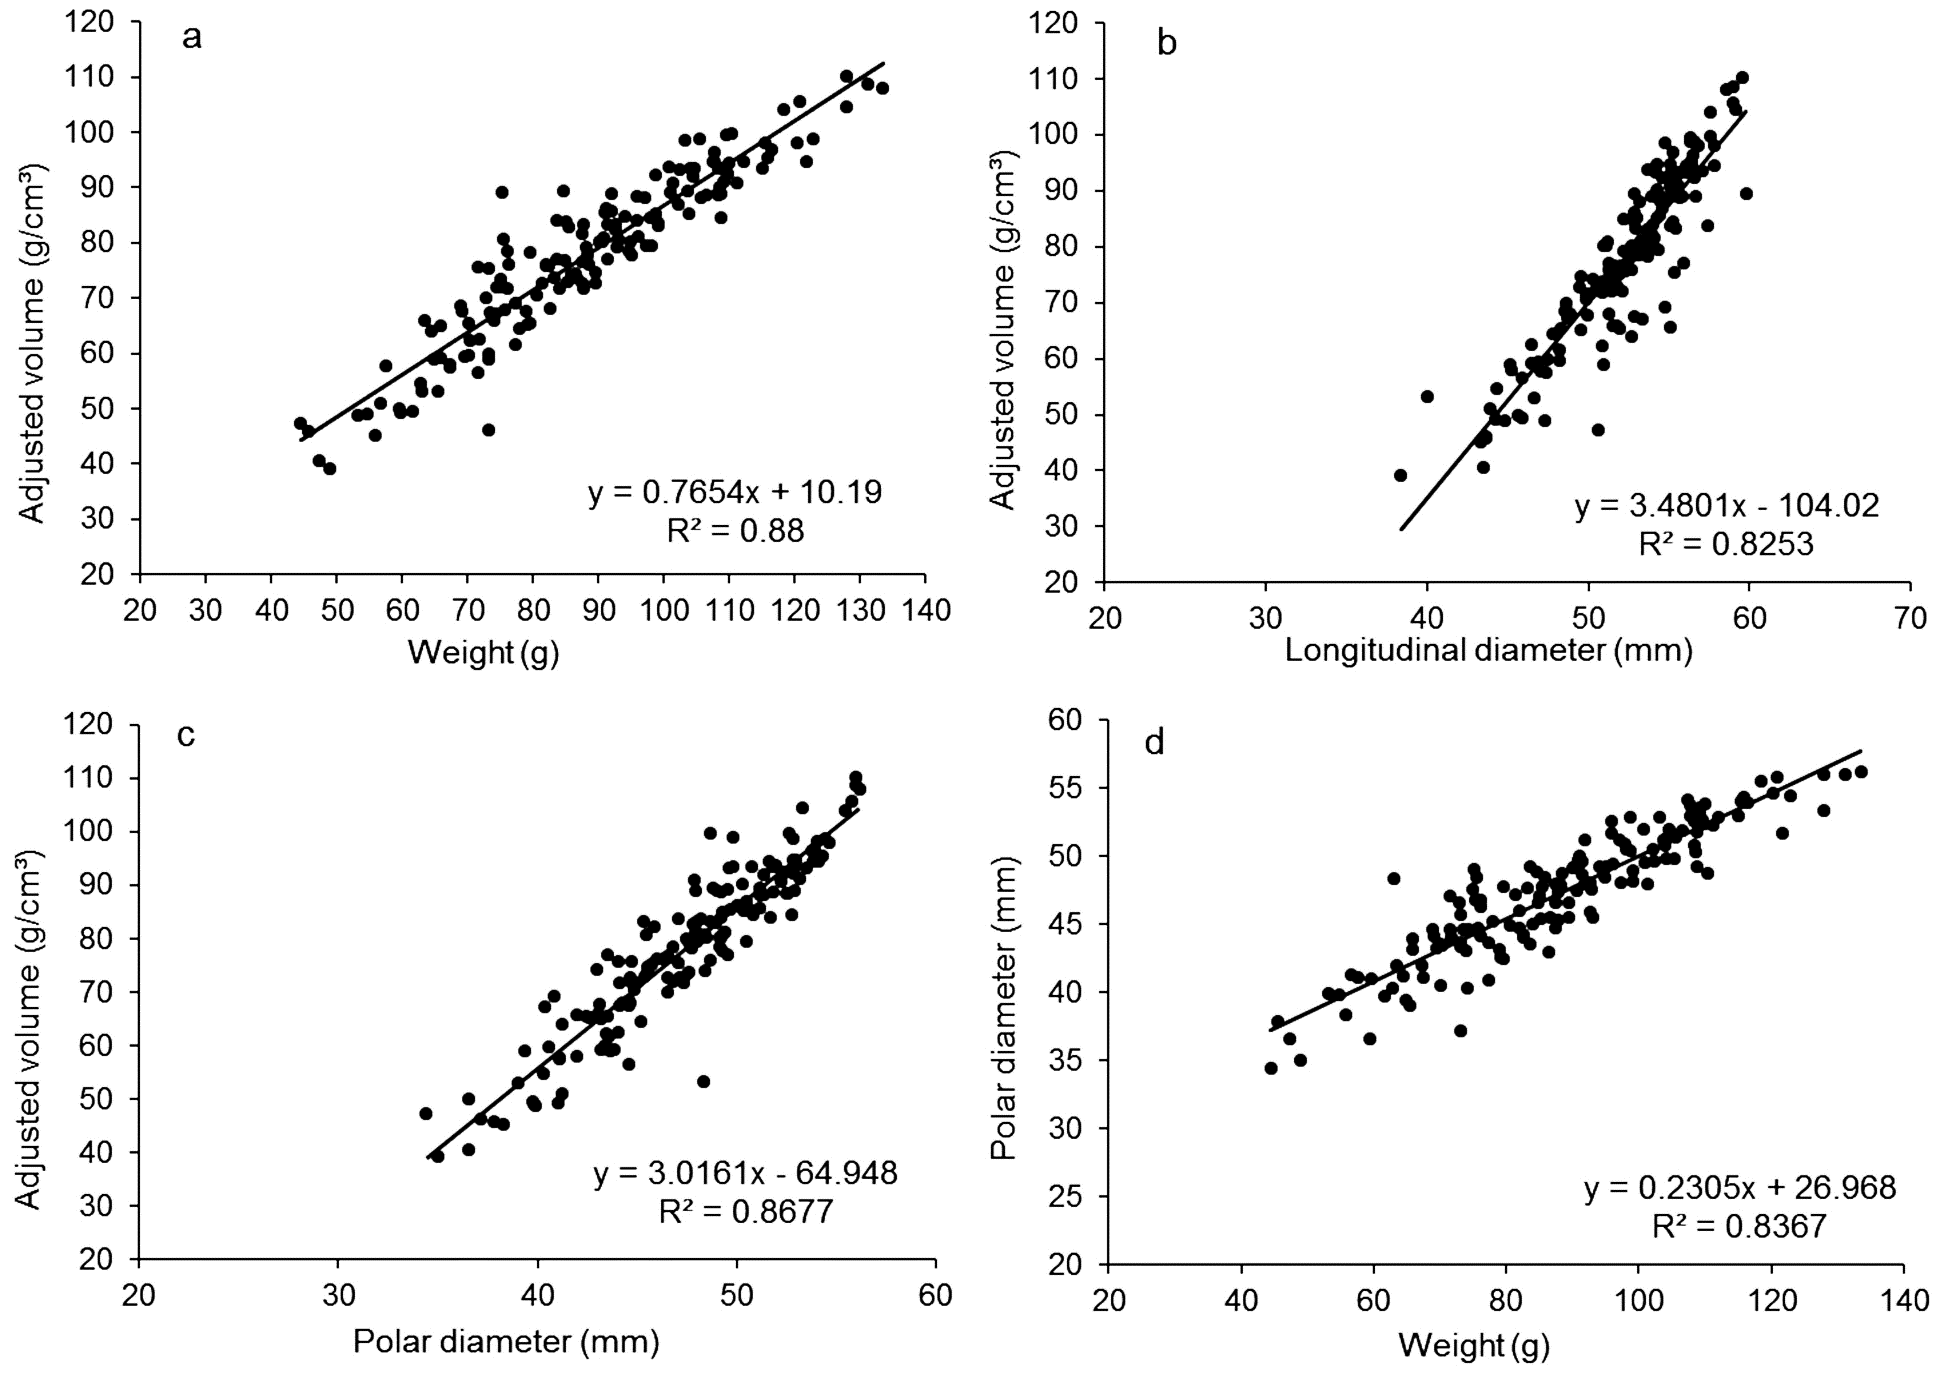 a
120
110
100
90
80
70
60
50
40
30
20
Adjusted volume (g/cm³)
y = 0.7654x + 10.19
R² = 0.88
20 30 40 50 60 70 80 90 100 110 120 130 140
Weight (g)
b
120
110
100
90
80
70
60
50
40
30
20
Adjusted volume (g/cm³)
y = 3.4801x - 104.02
R² = 0.8253
20 30 40 50 60 70
Longitudinal diameter (mm)
c
120
110
100
90
80
70
60
50
40
30
20
Adjusted volume (g/cm³)
y = 3.0161x - 64.948
R² = 0.8677
20 30 40 50 60
Polar diameter (mm)
d
60
55
50
45
40
35
30
25
20
Polar diameter (mm)
y = 0.2305x + 26.968
R² = 0.8367
20 40 60 80 100 120 140
Weight (g)